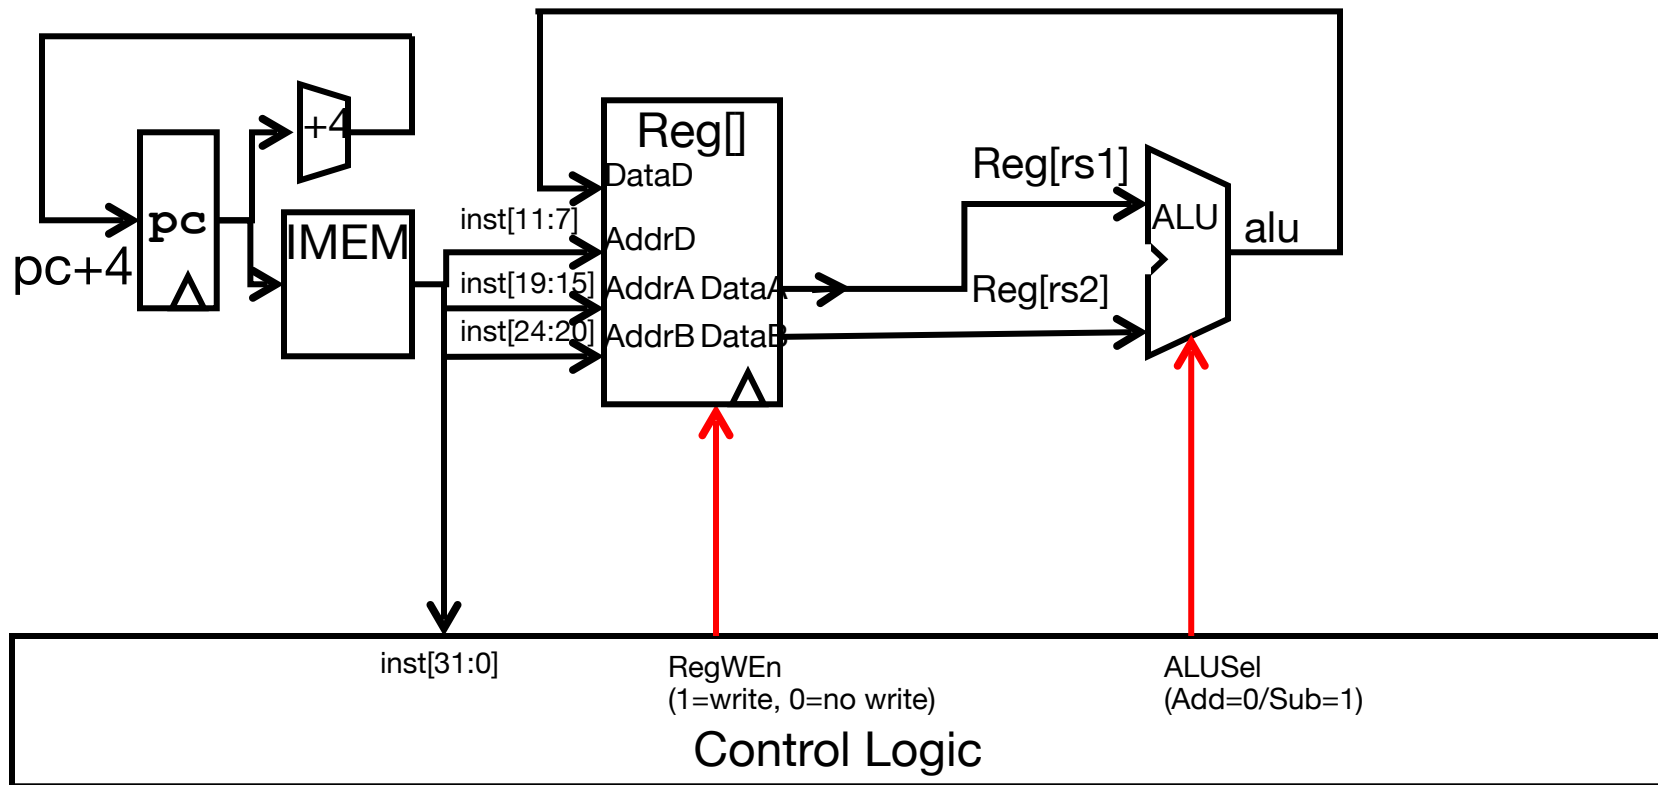 +4
pc
pc+4
IMEM
inst[11:7]
inst[19:15]
inst[24:20]
Reg[]
DataD
AddrD
AddrA DataA
AddrB DataB
Reg[rs1]
Reg[rs2]
ALU
alu
inst[31:0]
RegWEn
(1=write, 0=no write)
ALUSel
(Add=0/Sub=1)
Control Logic